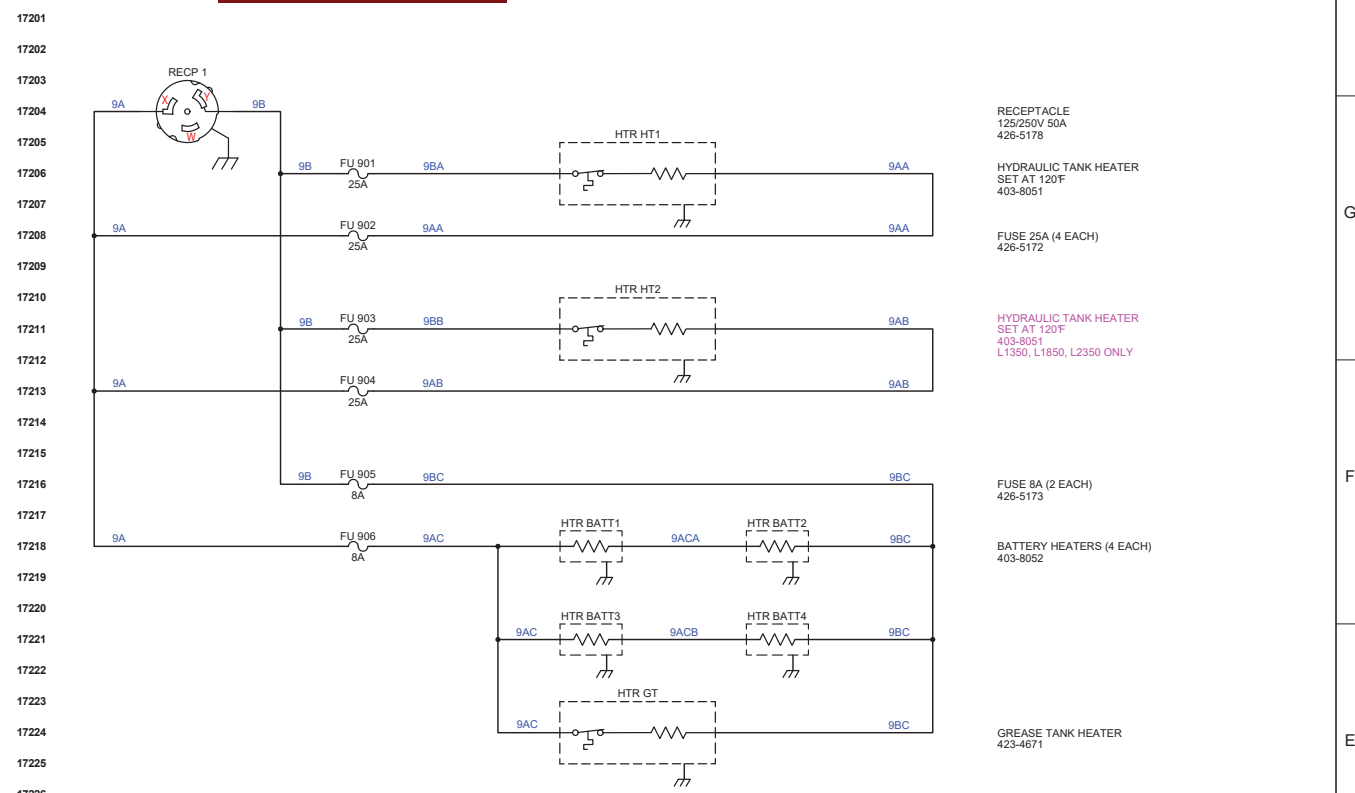 17201
17202
17203 RECP 1
X Y
17204 9A 9B RECEPTACLE
125/250V 50A
W
17205 HTR HT1 426-5178
17206 9B FU 901 9BA 9AA HYDRAULIC TANK HEATER
25A SET AT 120°F
403-8051
17207
17208 9A FU 902 9AA 9AA FUSE 25A (4 EACH)
25A 426-5172
17209
17210 HTR HT2
17211 9B FU 903 9BB 9AB HYDRAULIC TANK HEATER
25A SET AT 120°F
403-8051
17212 L1350, L1850, L2350 ONLY
17213 9A FU 904 9AB 9AB
25A
17214
17215
17216 9B FU 905 9BC 9BC FUSE 8A (2 EACH)
8A 426-5173
17217 HTR BATT1 HTR BATT2
17218 9A FU 906 9AC 9ACA 9BC BATTERY HEATERS (4 EACH)
8A 403-8052
17219
17220 HTR BATT3 HTR BATT4
17221 9AC 9ACB 9BC
17222
17223 HTR GT
17224 9AC 9BC GREASE TANK HEATER
423-4671
17225
G
F
E